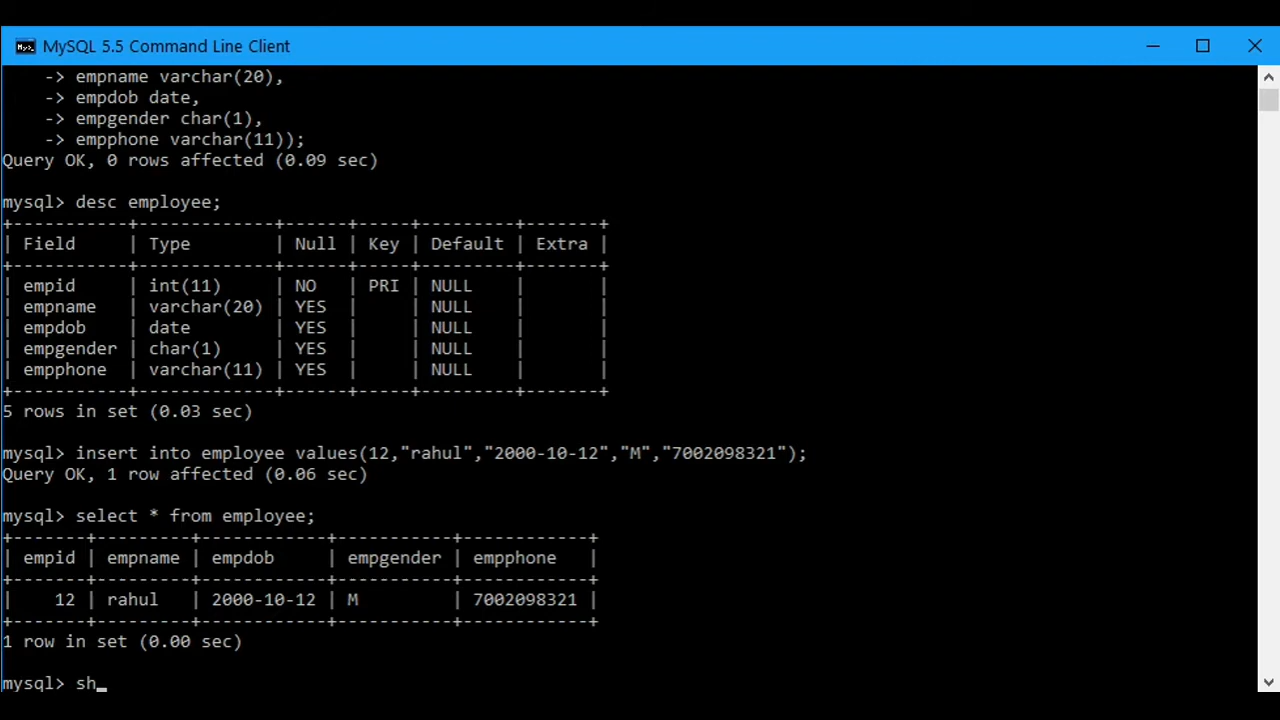 MySQL 5.5 Command Line Client
    -> empname varchar(20),
    -> empdob date,
    -> empgender char(1),
    -> empphone varchar(11));
Query OK, 0 rows affected (0.09 sec)
mysql> desc employee;
+-----------+-------------+------+-----+---------+-------+
| Field     | Type        | Null | Key | Default | Extra |
+-----------+-------------+------+-----+---------+-------+
| empid     | int(11)     | NO   | PRI | NULL    |       |
| empname   | varchar(20) | YES  |     | NULL    |       |
| empdob    | date        | YES  |     | NULL    |       |
| empgender | char(1)     | YES  |     | NULL    |       |
| empphone  | varchar(11) | YES  |     | NULL    |       |
+-----------+-------------+------+-----+---------+-------+
5 rows in set (0.03 sec)
mysql> insert into employee values(12,"rahul","2000-10-12","M","7002098321");
Query OK, 1 row affected (0.06 sec)
mysql> select * from employee;
+-------+---------+------------+-----------+------------+
| empid | empname | empdob     | empgender | empphone   |
+-------+---------+------------+-----------+------------+
|    12 | rahul   | 2000-10-12 | M         | 7002098321 |
+-------+---------+------------+-----------+------------+
1 row in set (0.00 sec)
mysql> sh_